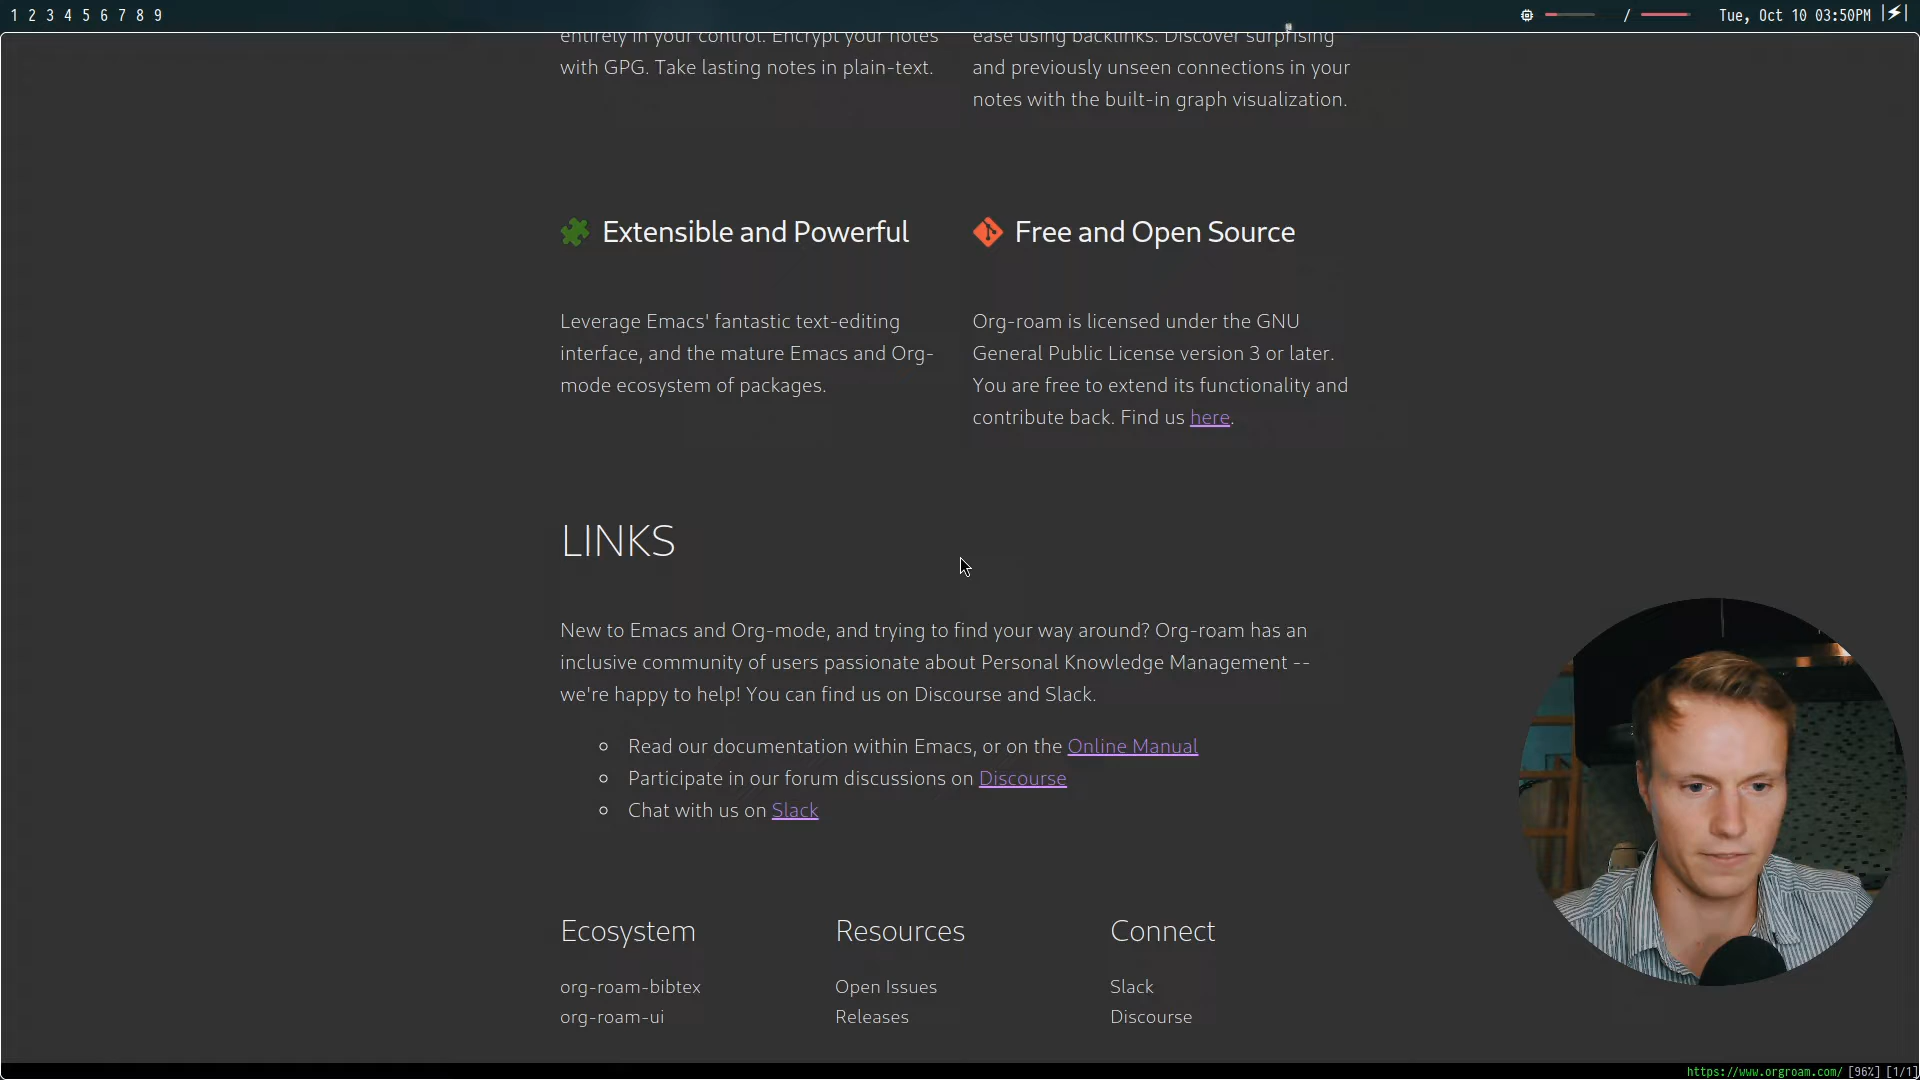 1 2 3 4 5 6 7 8 9
/ Tue, Oct 10 03:50PM
entirely in your control. Encrypt your notes
with GPG. Take lasting notes in plain-text.
ease using backlinks. Discover surprising
and previously unseen connections in your
notes with the built-in graph visualization.
Extensible and Powerful
Leverage Emacs' fantastic text-editing
interface, and the mature Emacs and Org-
mode ecosystem of packages.
Free and Open Source
Org-roam is licensed under the GNU
General Public License version 3 or later.
You are free to extend its functionality and
contribute back. Find us here.
LINKS
New to Emacs and Org-mode, and trying to find your way around? Org-roam has an
inclusive community of users passionate about Personal Knowledge Management --
we're happy to help! You can find us on Discourse and Slack.
Read our documentation within Emacs, or on the Online Manual
Participate in our forum discussions on Discourse
Chat with us on Slack
Ecosystem
org-roam-bibtex
org-roam-ui
Resources
Open Issues
Releases
Connect
Slack
Discourse
https://www.orgroam.com/ [96%] [1/1]